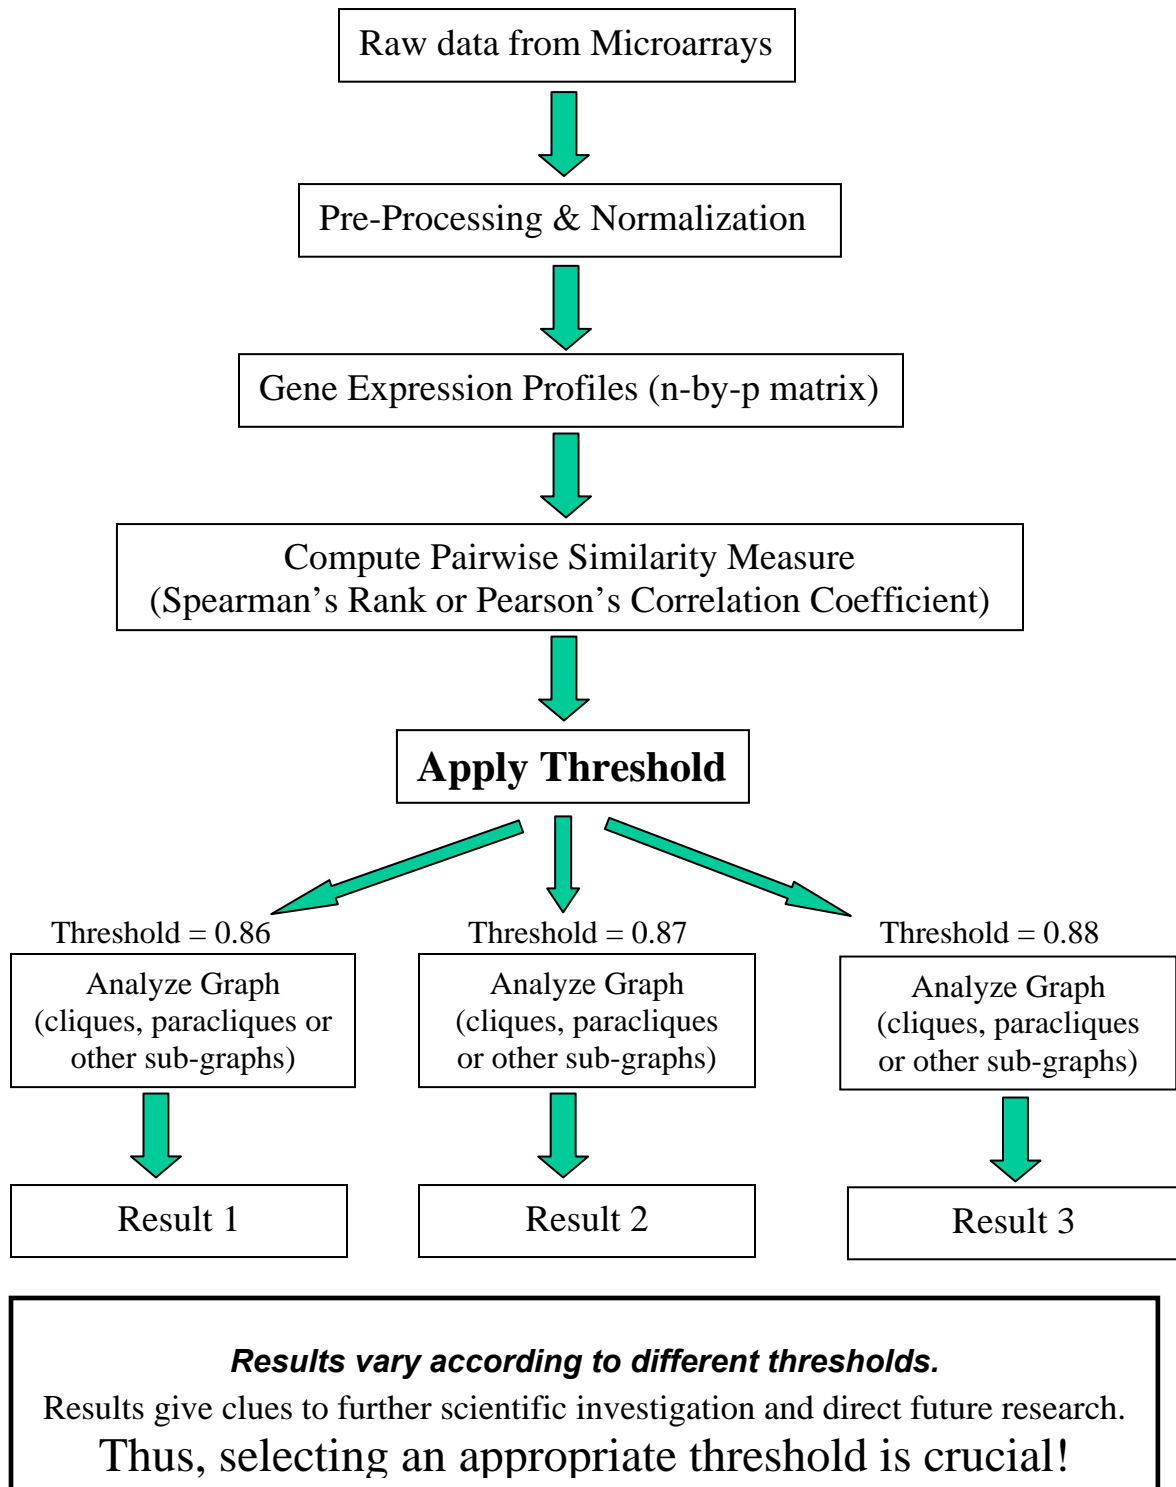 Raw data from Microarrays
Pre-Processing & Normalization
Gene Expression Profiles (n-by-p matrix)
Compute Pairwise Similarity Measure
(Spearman’s Rank or Pearson’s Correlation Coefficient)
Apply Threshold
Threshold = 0.86
Analyze Graph
(cliques, paracliques or
other sub-graphs)
Result 1
Threshold = 0.87
Analyze Graph
(cliques, paracliques
or other sub-graphs)
Result 2
Threshold = 0.88
Analyze Graph
(cliques, paracliques
or other sub-graphs)
Result 3
Results vary according to different thresholds.
Results give clues to further scientific investigation and direct future research.
Thus, selecting an appropriate threshold is crucial!